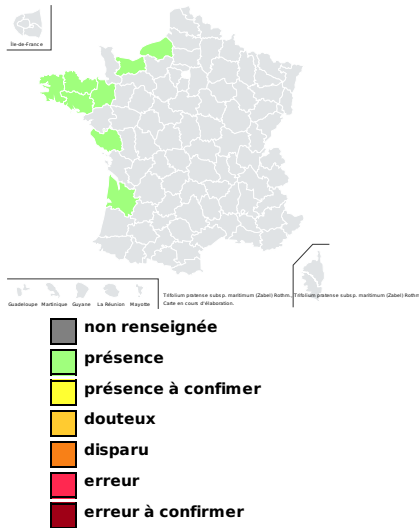 Île-de-France
Guadeloupe Martinique Guyane La Réunion Mayotte
Trifolium pratense subsp. maritimum (Zabel) Rothm., Trifolium pratense subsp. maritimum (Zabel) Rothm
Carte en cours d'élaboration.
non renseignée
présence
présence à confimer
douteux
disparu
erreur
erreur à confirmer